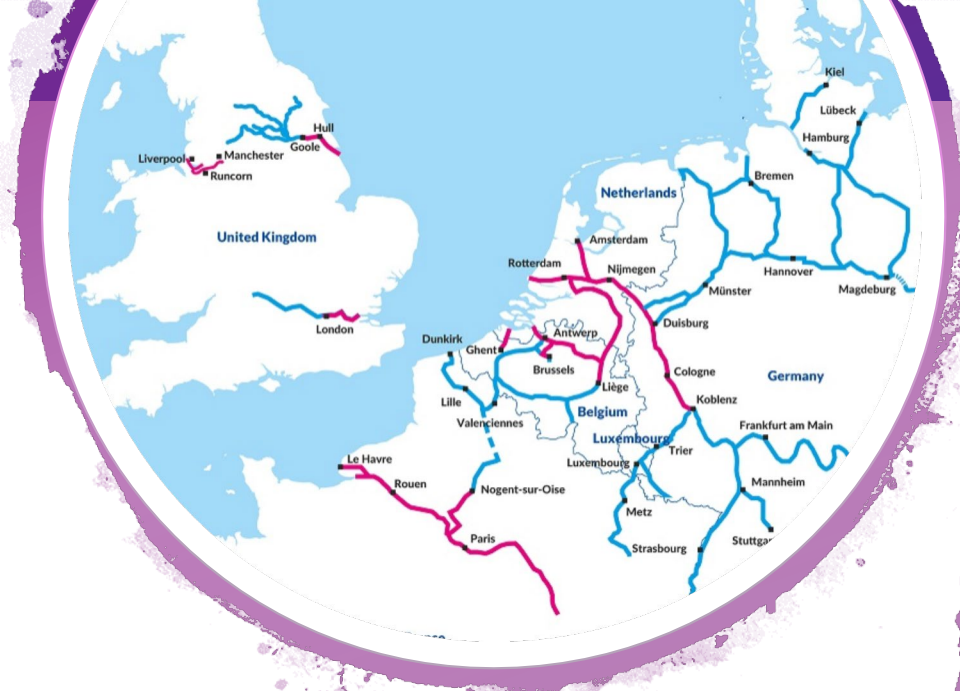 Kiel
Lübeck
Hamburg
Hull
Goole
Liverpool
Manchester
Runcorn
Bremen
Netherlands
United Kingdom
Amsterdam
Rotterdam
Nijmegen
Hannover
Magdeburg
Münster
London
Duisburg
Dunkirk
Antwerp
Ghent
Brussels
Cologne
Germany
Liège
Lille
Koblenz
Belgium
Valenciennes
Frankfurt am Main
Luxembourg
Trier
Le Havre
Luxembourg
Rouen
Nogent-sur-Oise
Mannheim
Metz
Paris
Strasbourg
Stuttga